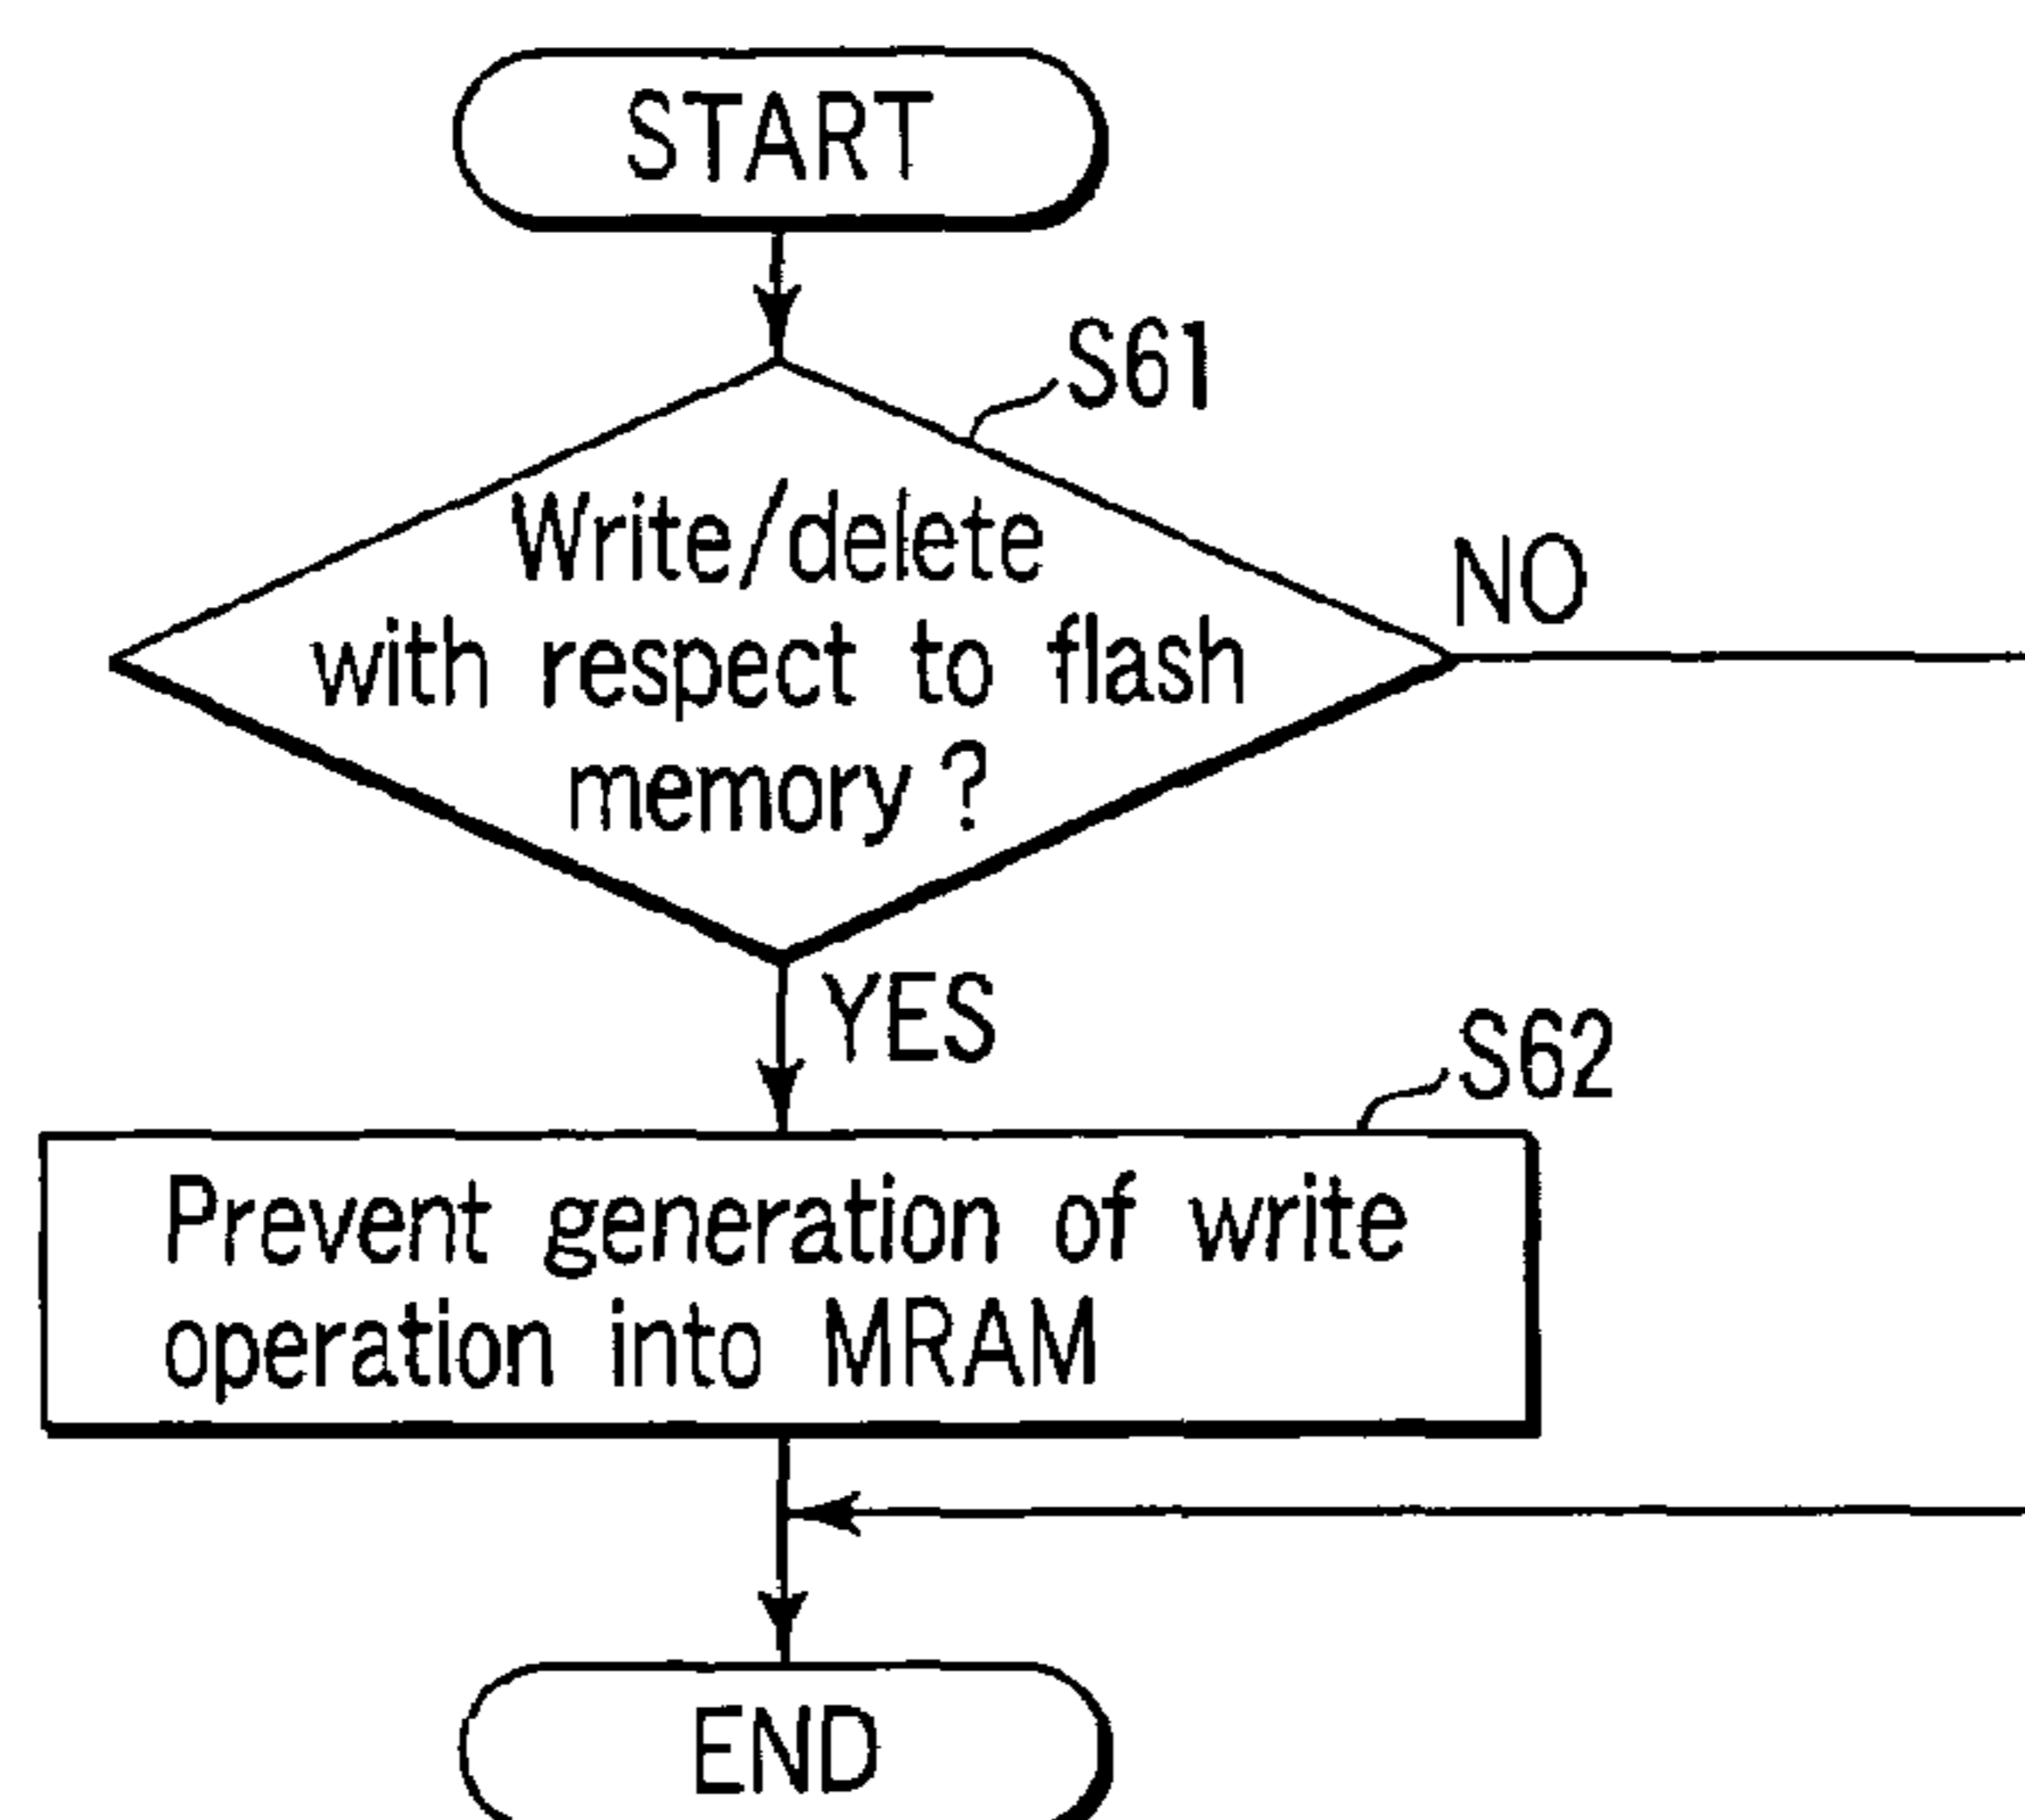 START
S61
Write/delete
with respect to flash
memory?
NO
YES
S62
Prevent generation of write
operation into MRAM
END